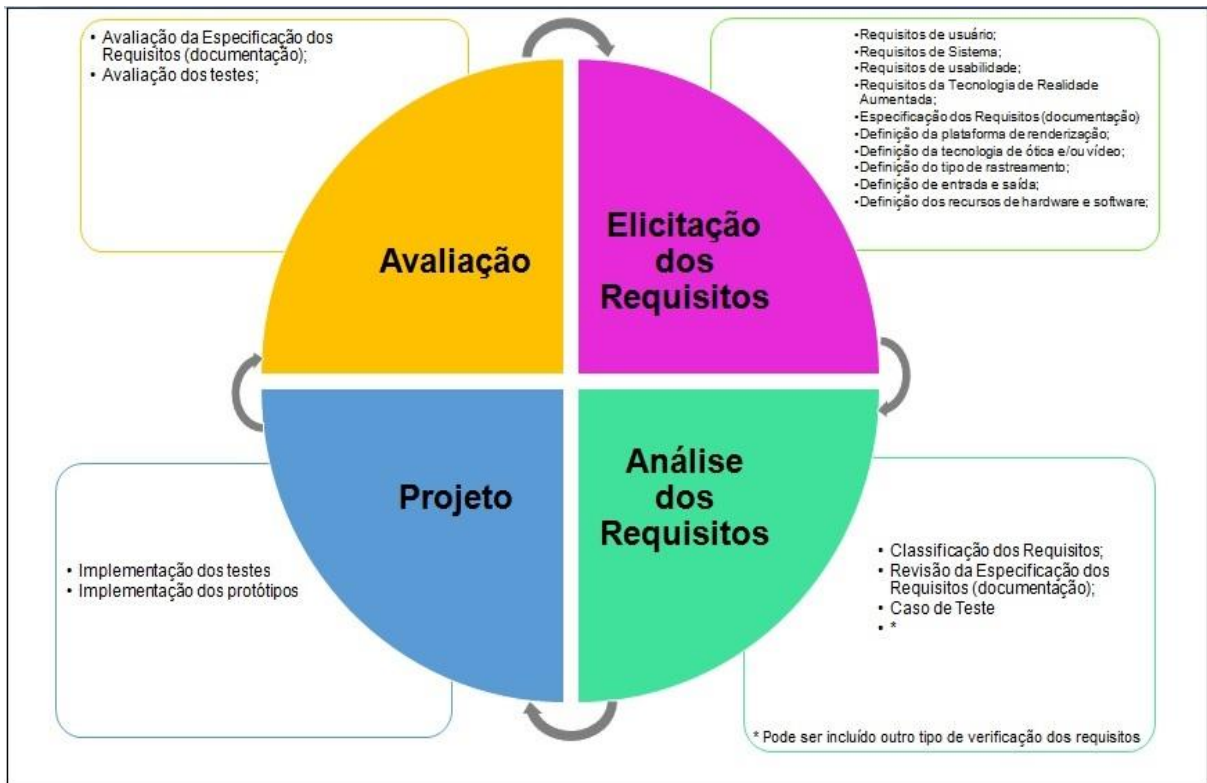 • Avaliação da Especificação dos
Requisitos (documentação);
• Avaliação dos testes;
•Requisitos de usuário;
•Requisitos de Sistema;
•Requisitos de usabilidade;
•Requisitos da Tecnologia de Realidade
Aumentada;
•Especificação dos Requisitos (documentação)
•Definição da plataforma de renderização;
•Definição da tecnologia de ótica e/ou vídeo;
•Definição do tipo de rastreamento;
•Definição de entrada e saída;
•Definição dos recursos de hardware e software;
Avaliação
Elicitação
dos
Requisitos
Projeto
Análise
dos
Requisitos
• Implementação dos testes
• Implementação dos protótipos
• Classificação dos Requisitos;
• Revisão da Especificação dos
Requisitos (documentação);
• Caso de Teste
• *
* Pode ser incluído outro tipo de verificação dos requisitos